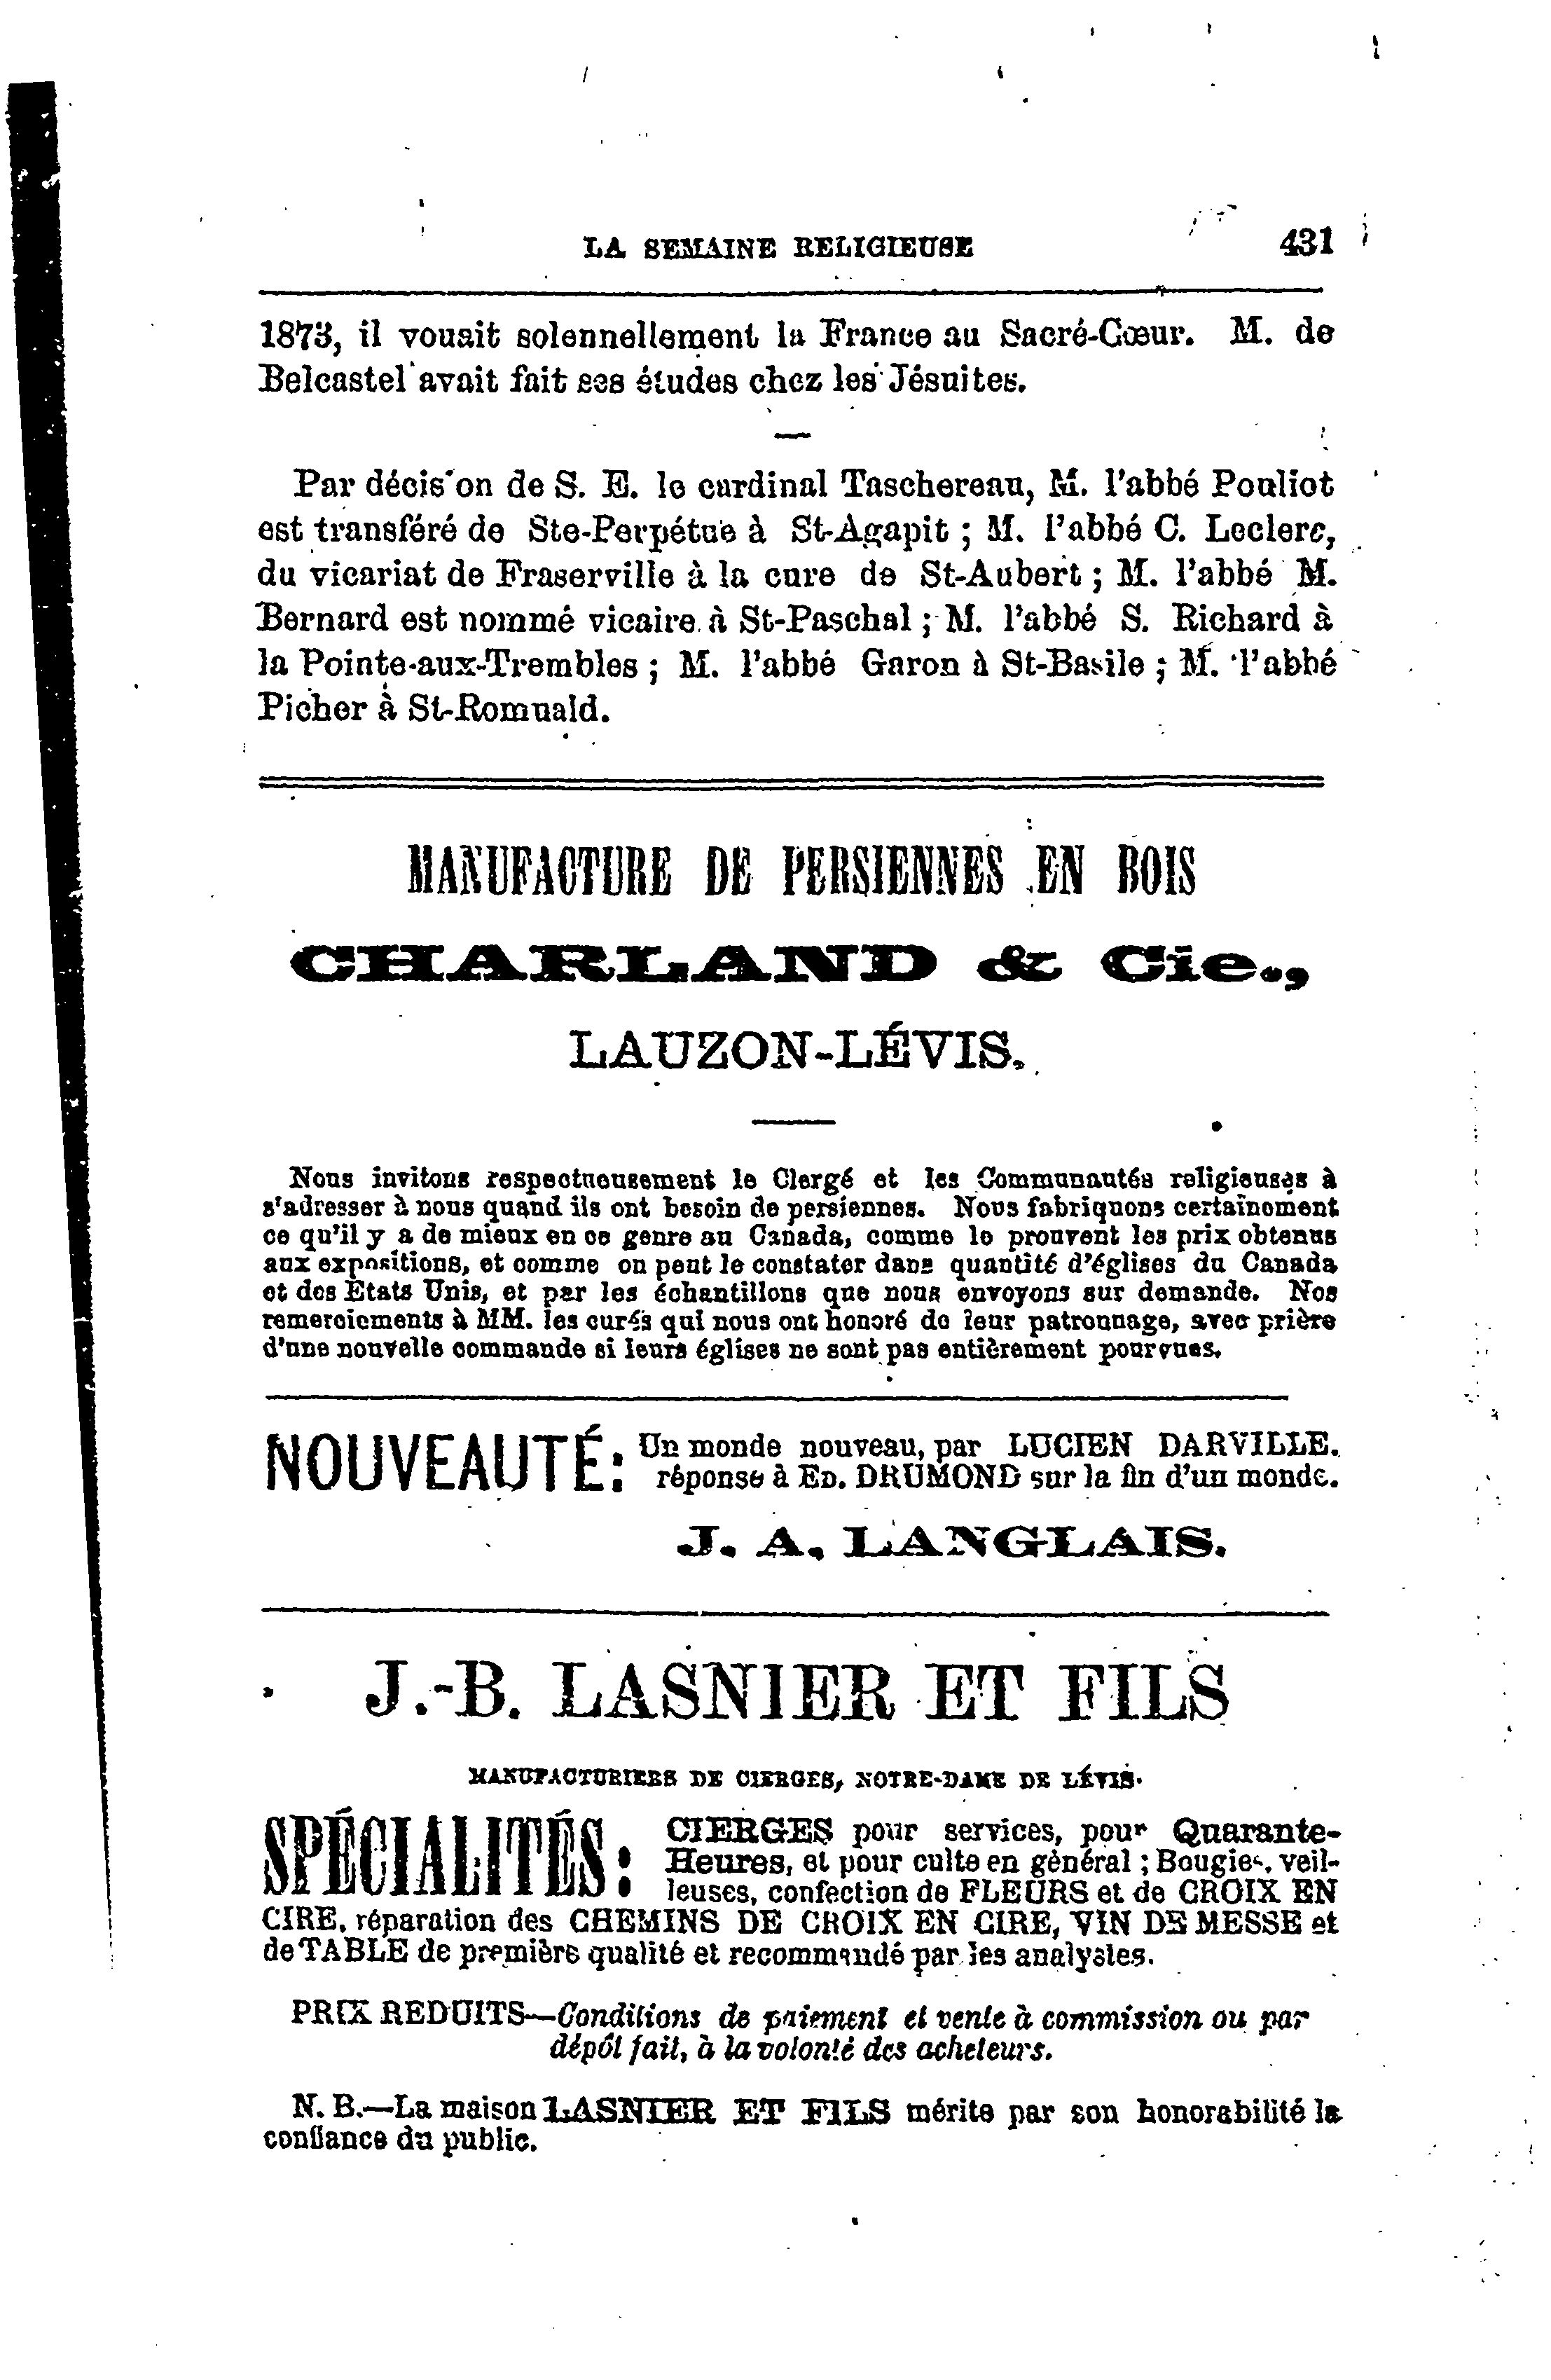 LA SEMAINE RELIGIEUSE 431
1873, il vouait solennellement la France au Sacré-Cœur. M. de
Belcastel avait fait ses études chez les Jésuites.
Par décision de S. E. le cardinal Taschereau, M. l'abbé Pouliot
est transféré de Ste-Perpétue à St-Agapit ; M. l'abbé C. Leclerc,
du vicariat de Fraserville à la cure de St-Aubert ; M. l'abbé M.
Bernard est nommé vicaire à St-Paschal ; M. l'abbé S. Richard à
la Pointe-aux-Trembles ; M. l'abbé Garon à St-Basile ; M. l'abbé
Picher à St-Romuald.
MANUFACTURE DE PERSIENNES EN BOIS
CHARLAND & Cie.,
LAUZON-LÉVIS.
Nous invitons respectueusement le Clergé et les Communautés religieuses à
s'adresser à nous quand ils ont besoin de persiennes. Nous fabriquons certainement
ce qu'il y a de mieux en ce genre au Canada, comme le prouvent les prix obtenus
aux expositions, et comme on peut le constater dans quantité d'églises du Canada
et des Etats Unis, et par les échantillons que nous envoyons sur demande. Nos
remerciements à MM. les curés qui nous ont honoré de leur patronnage, avec prière
d'une nouvelle commande si leurs églises ne sont pas entièrement pourvues.
NOUVEAUTÉ: Un monde nouveau, par LUCIEN DARVILLE.
réponse à ED. DRUMOND sur la fin d'un monde.
J. A. LANGLAIS.
J.-B. LASNIER ET FILS
MANUFACTURIERS DE CIERGES, NOTRE-DAME DE LÉVIS.
SPÉCIALITÉS: CIERGES pour services, pour Quarante-
Heures, et pour culte en général ; Bougies, veil-
leuses, confection de FLEURS et de CROIX EN
CIRE, réparation des CHEMINS DE CROIX EN CIRE, VIN DE MESSE et
de TABLE de première qualité et recommandé par les analystes.
PRIX REDUITS—Conditions de paiement et vente à commission ou par
dépôt fait, à la volonté des acheteurs.
N. B.—La maison LASNIER ET FILS mérite par son honorabilité la
confiance du public.